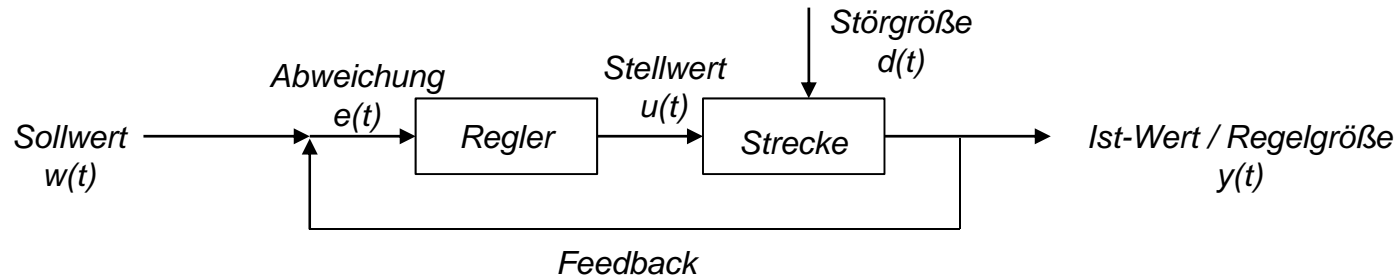 Störgröße
d(t)
Abweichung
e(t)
Stellwert
u(t)
Sollwert
w(t)
Regler
Strecke
Ist-Wert / Regelgröße
y(t)
Feedback